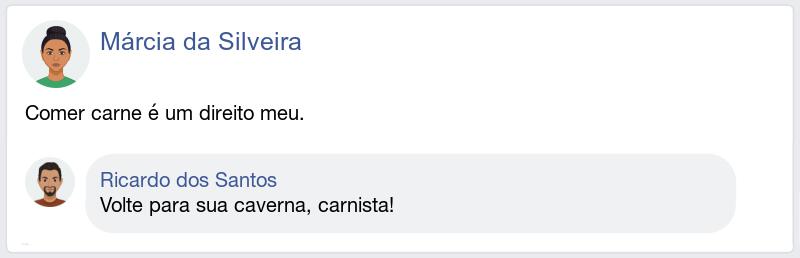 Márcia da Silveira
Comer carne é um direito meu.
Ricardo dos Santos
Volte para sua caverna, carnista!